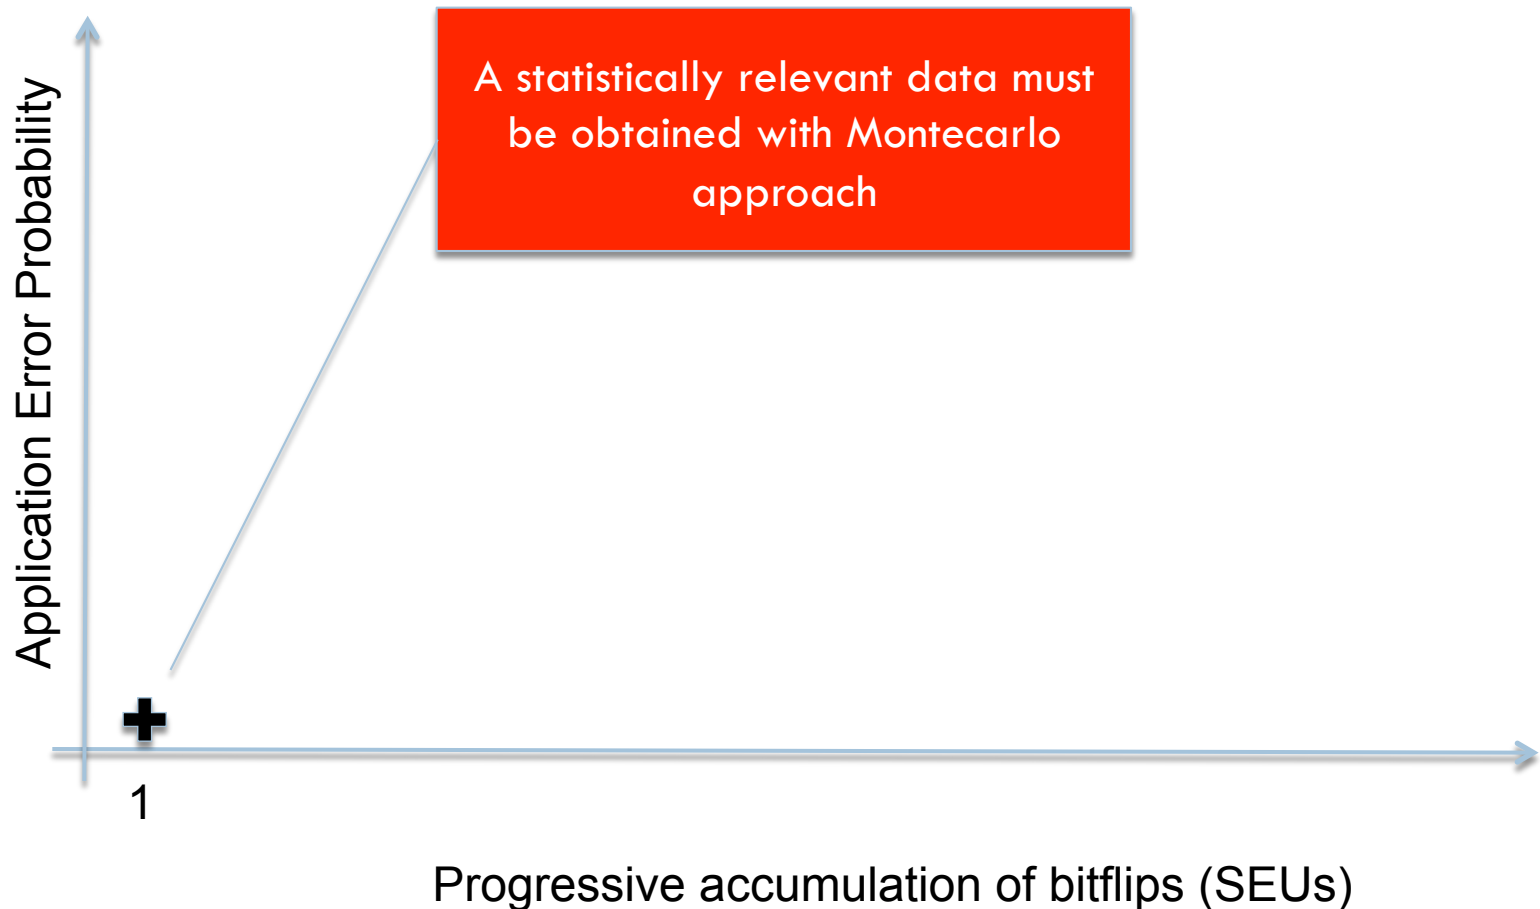 A statistically relevant data must
be obtained with Montecarlo
approach
Application Error Probability
1
Progressive accumulation of bitflips (SEUs)